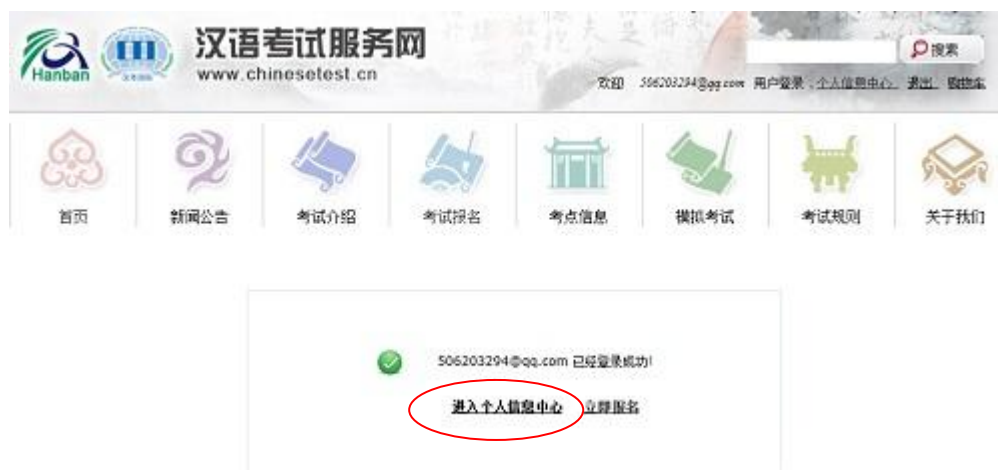 汉语考试服务网
Hanban
www.chinesetest.cn
搜索
欢迎 506203294@qq.com 用户登录，个人信息中心、退出、购物车
首页 新闻公告 考试介绍 考试报名 考点信息 模拟考试 考试规则 关于我们
506203294@qq.com 已经登录成功！
进入个人信息中心 立即报名